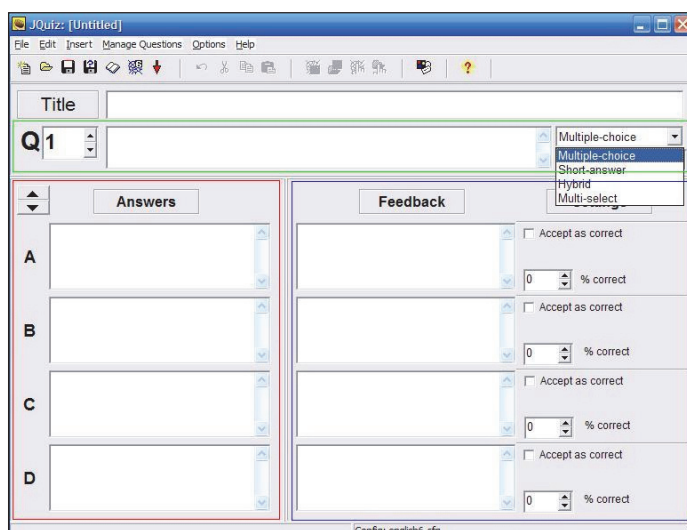 JQuiz: [Untitled]
File Edit Insert Manage Questions Options Help
Title
Q 1 Multiple-choice
Multiple-choice
Short-answer
Hybrid
Multi-select
Answers Feedback
A Accept as correct
0 % correct
B Accept as correct
0 % correct
C Accept as correct
0 % correct
D Accept as correct
0 % correct